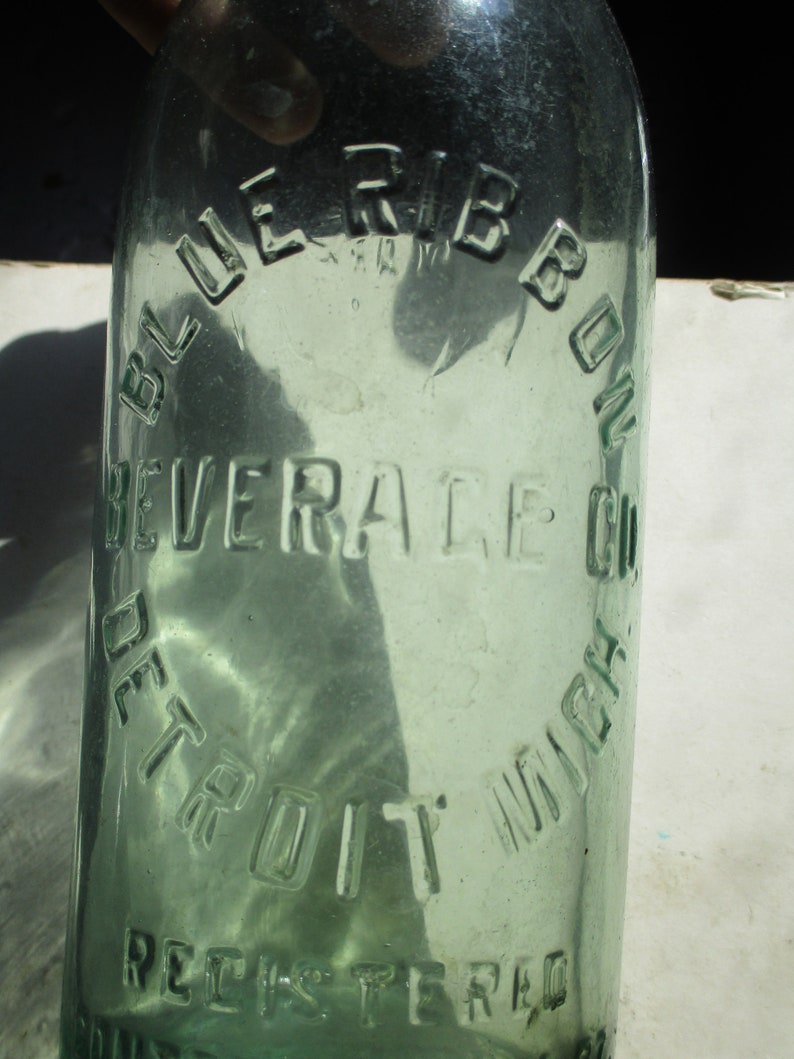 BLUE RIBBON
BEVERAGE CO.
DETROIT MICH.
REGISTERED